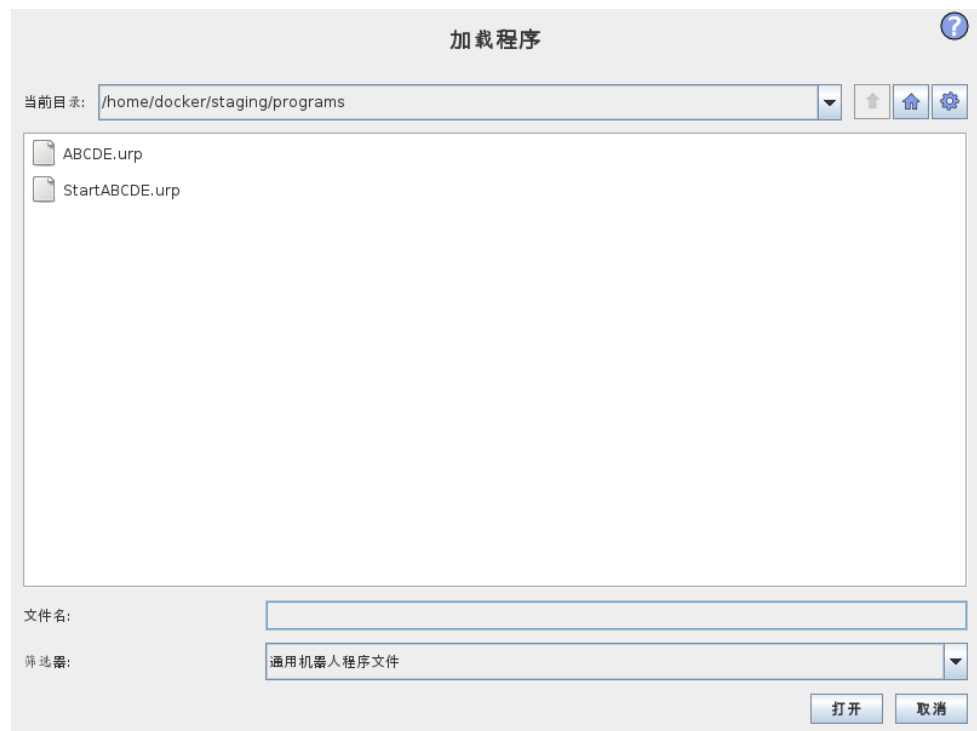 加载程序
当前目录: /home/docker/staging/programs
ABCDE.urp
StartABCDE.urp
文件名:
筛选器: 通用机器人程序文件
打开 取消